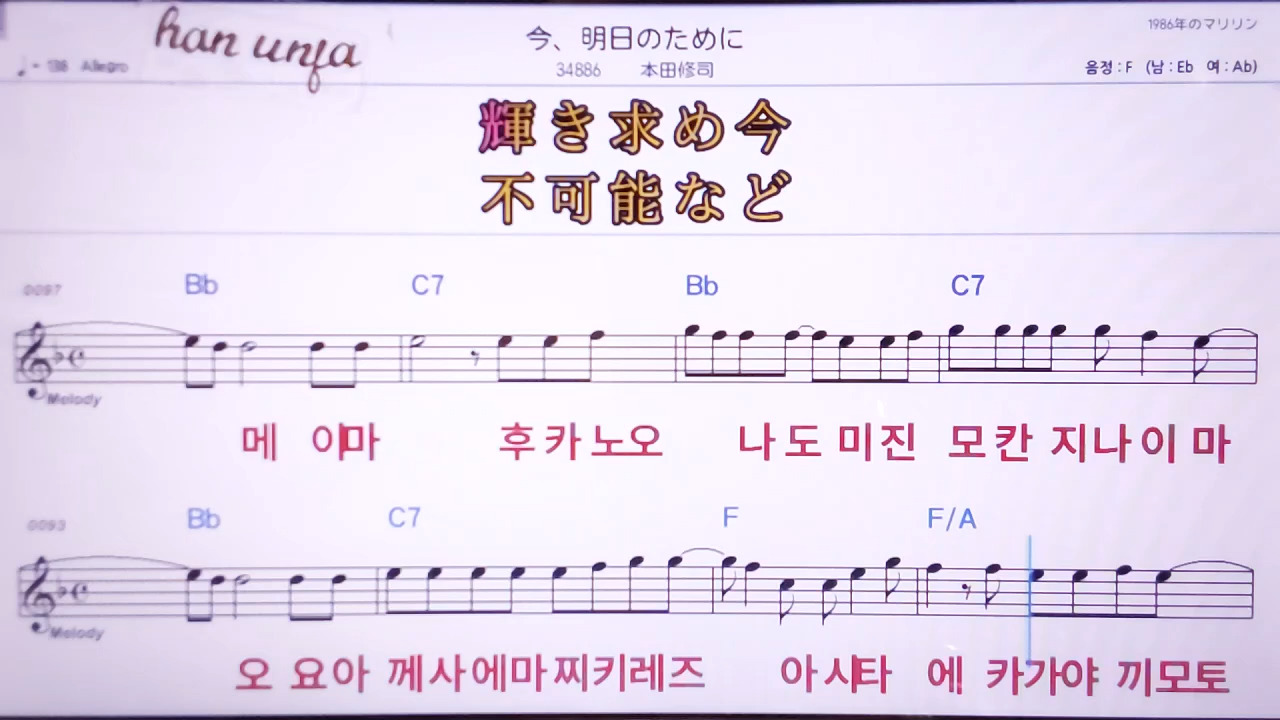 han unfa
今、明日のために
1986年のマリリン
♩= 138 Allegro
34886 本田修司
음정 : F (남 : Eb 여 : Ab)
輝き求め今
不可能など
0097 Bb C7 Bb C7
Melody
메 이마 후카노오 나도미진 모칸 지나이 마
0093 Bb C7 F F/A
Melody
오 요아 께사에마찌키레즈 아시타 에 카가야 끼모토